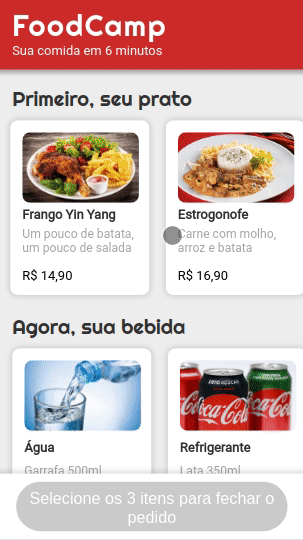 FoodCamp
Sua comida em 6 minutos
Primeiro, seu prato
Frango Yin Yang
Um pouco de batata,
um pouco de salada
R$ 14,90
Estrogonofe
Carne com molho,
arroz e batata
R$ 16,90
Agora, sua bebida
ZERO AÇÚCAR
Coca-Cola
Água
Garrafa 500ml
Refrigerante
Lata 350ml
Selecione os 3 itens para fechar o
pedido